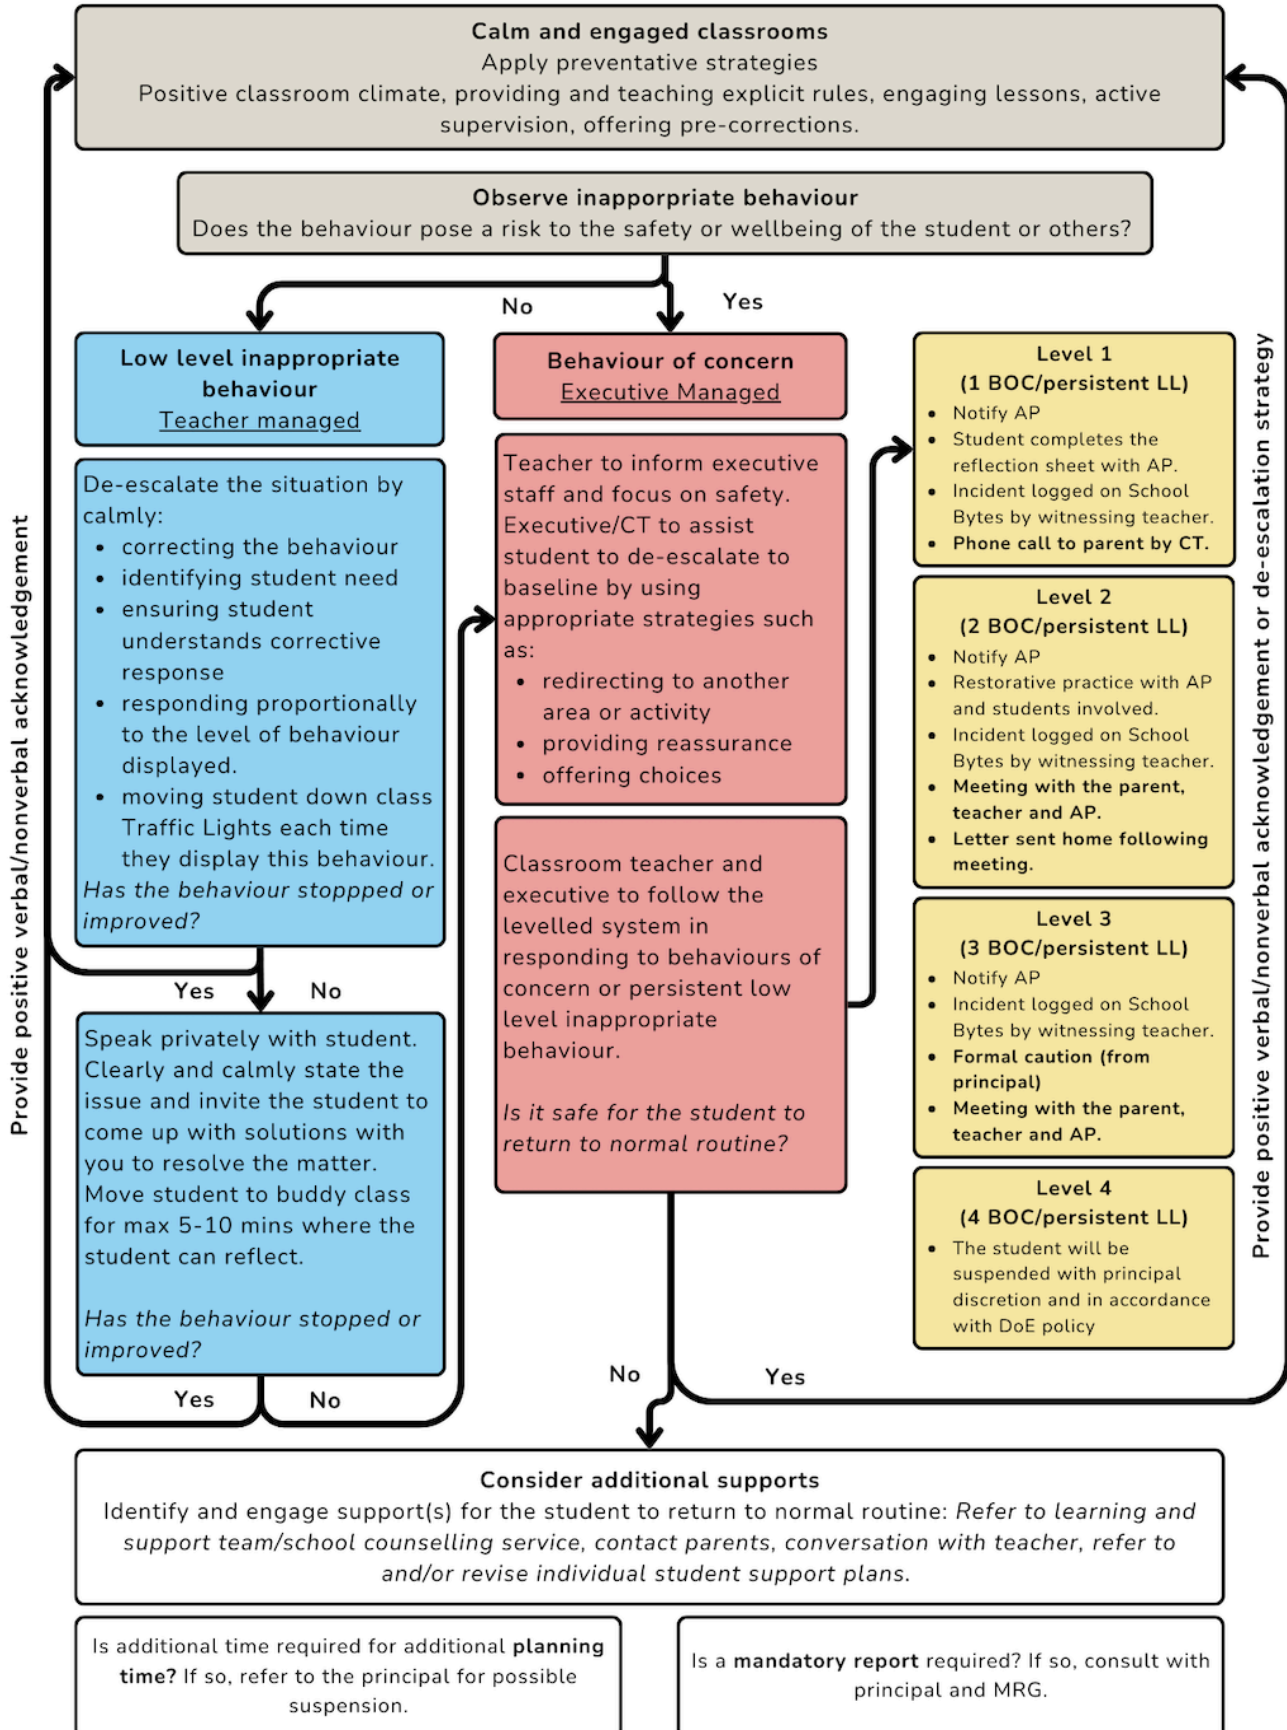 Calm and engaged classrooms
Apply preventative strategies
Positive classroom climate, providing and teaching explicit rules, engaging lessons, active
supervision, offering pre-corrections.
Observe inapporpriate behaviour
Does the behaviour pose a risk to the safety or wellbeing of the student or others?
No
Yes
Low level inappropriate
behaviour
Teacher managed
De-escalate the situation by
calmly:
• correcting the behaviour
• identifying student need
• ensuring student
understands corrective
response
• responding proportionally
to the level of behaviour
displayed.
• moving student down class
Traffic Lights each time
they display this behaviour.
Has the behaviour stoppped or
improved?
Yes
No
Speak privately with student.
Clearly and calmly state the
issue and invite the student to
come up with solutions with
you to resolve the matter.
Move student to buddy class
for max 5-10 mins where the
student can reflect.
Has the behaviour stopped or
improved?
Yes
No
Provide positive verbal/nonverbal acknowledgement
Behaviour of concern
Executive Managed
Teacher to inform executive
staff and focus on safety.
Executive/CT to assist
student to de-escalate to
baseline by using
appropriate strategies such
as:
• redirecting to another
area or activity
• providing reassurance
• offering choices
Classroom teacher and
executive to follow the
levelled system in
responding to behaviours of
concern or persistent low
level inappropriate
behaviour.
Is it safe for the student to
return to normal routine?
No
Yes
Level 1
(1 BOC/persistent LL)
• Notify AP
• Student completes the
reflection sheet with AP.
• Incident logged on School
Bytes by witnessing teacher.
• Phone call to parent by CT.
Level 2
(2 BOC/persistent LL)
• Notify AP
• Restorative practice with AP
and students involved.
• Incident logged on School
Bytes by witnessing teacher.
• Meeting with the parent,
teacher and AP.
• Letter sent home following
meeting.
Level 3
(3 BOC/persistent LL)
• Notify AP
• Incident logged on School
Bytes by witnessing teacher.
• Formal caution (from
principal)
• Meeting with the parent,
teacher and AP.
Level 4
(4 BOC/persistent LL)
• The student will be
suspended with principal
discretion and in accordance
with DoE policy
Provide positive verbal/nonverbal acknowledgement or de-escalation strategy
Consider additional supports
Identify and engage support(s) for the student to return to normal routine: Refer to learning and
support team/school counselling service, contact parents, conversation with teacher, refer to
and/or revise individual student support plans.
Is additional time required for additional planning
time? If so, refer to the principal for possible
suspension.
Is a mandatory report required? If so, consult with
principal and MRG.